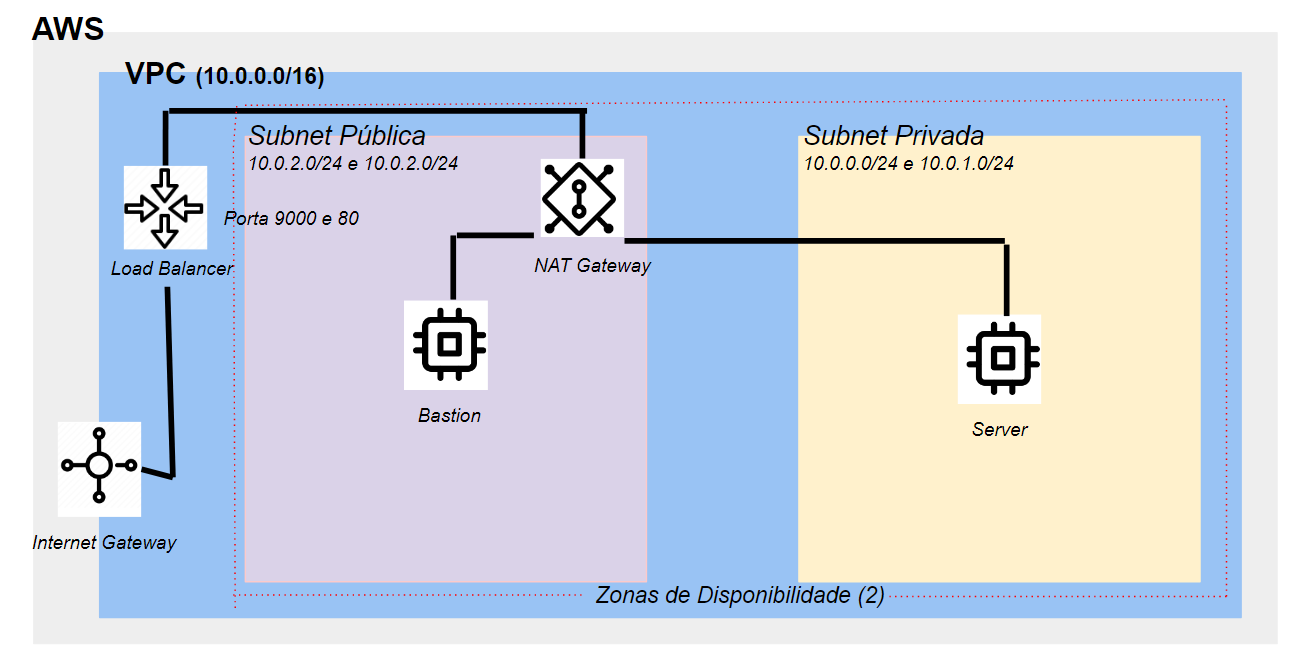 AWS
VPC (10.0.0.0/16)
Subnet Pública
10.0.2.0/24 e 10.0.2.0/24
Subnet Privada
10.0.0.0/24 e 10.0.1.0/24
Porta 9000 e 80
Load Balancer
NAT Gateway
Bastion
Server
Internet Gateway
Zonas de Disponibilidade (2)